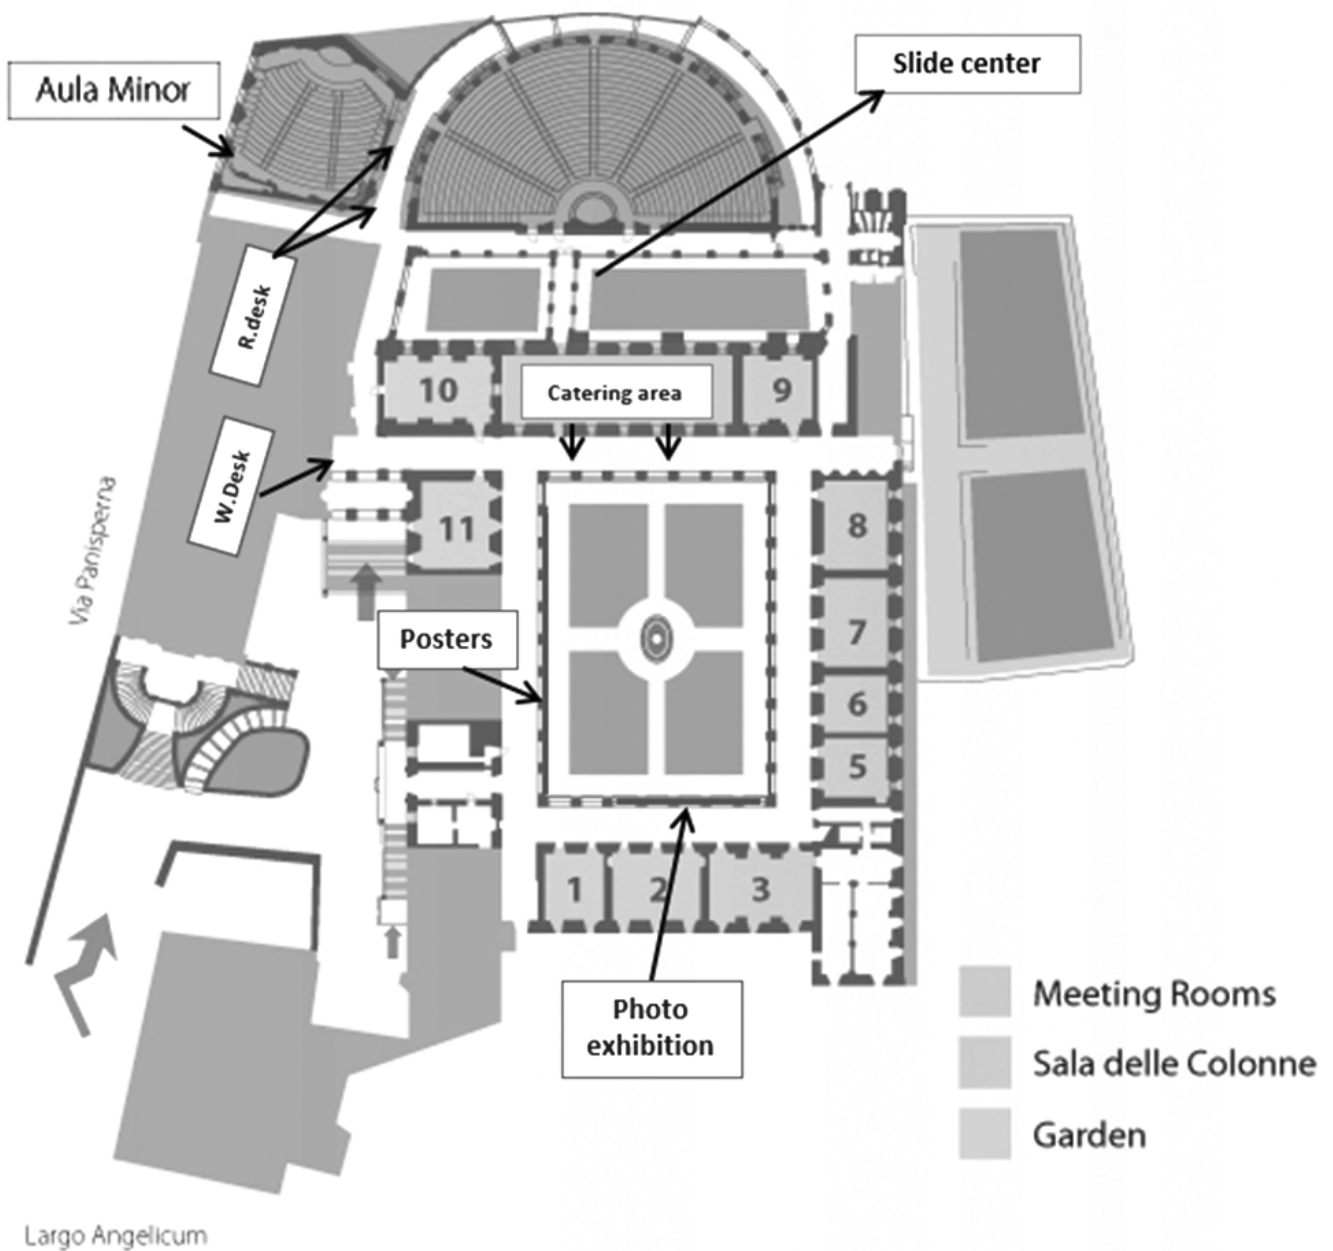 Slide center
Aula Minor
R.desk
10
Catering area
9
W.Desk
11
8
Via Panisperna
Posters
7
6
5
1
2
3
Photo
exhibition
Meeting Rooms
Sala delle Colonne
Garden
Largo Angelicum